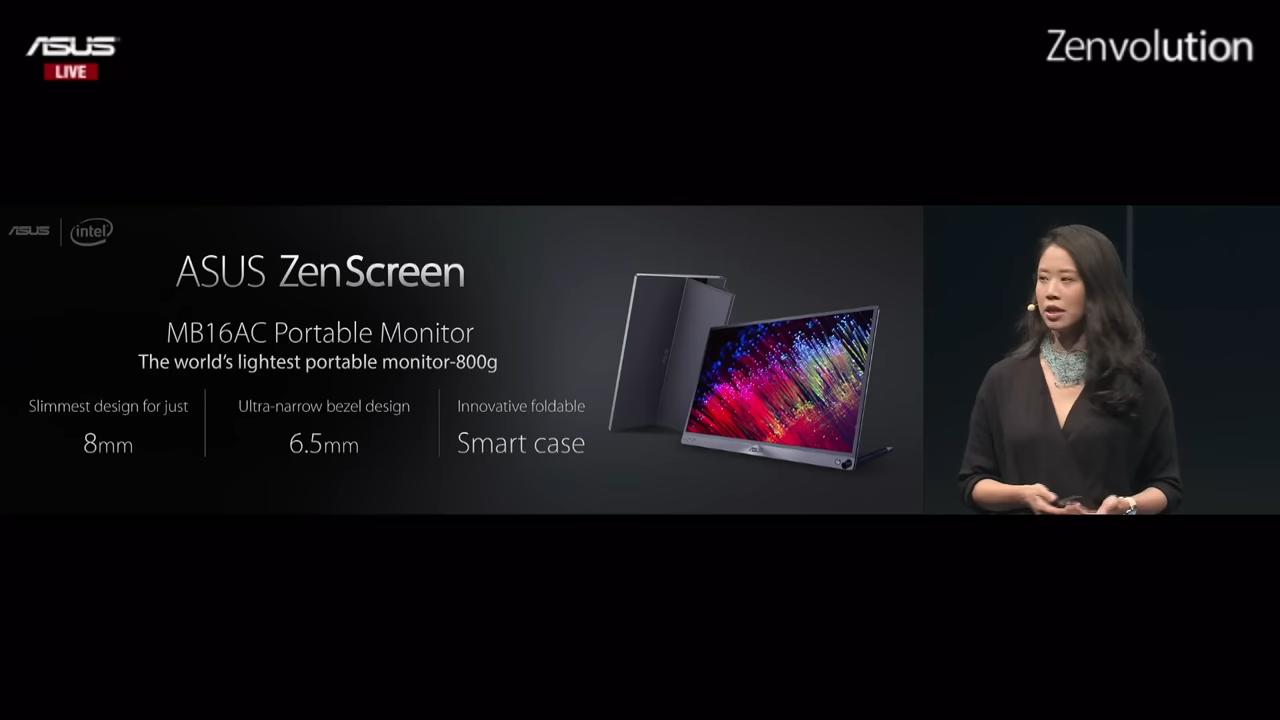 ASUS
LIVE
Zenvolution
ASUS
intel
ASUS ZenScreen
MB16AC Portable Monitor
The world's lightest portable monitor-800g
Slimmest design for just
8mm
Ultra-narrow bezel design
6.5mm
Innovative foldable
Smart case
ASUS